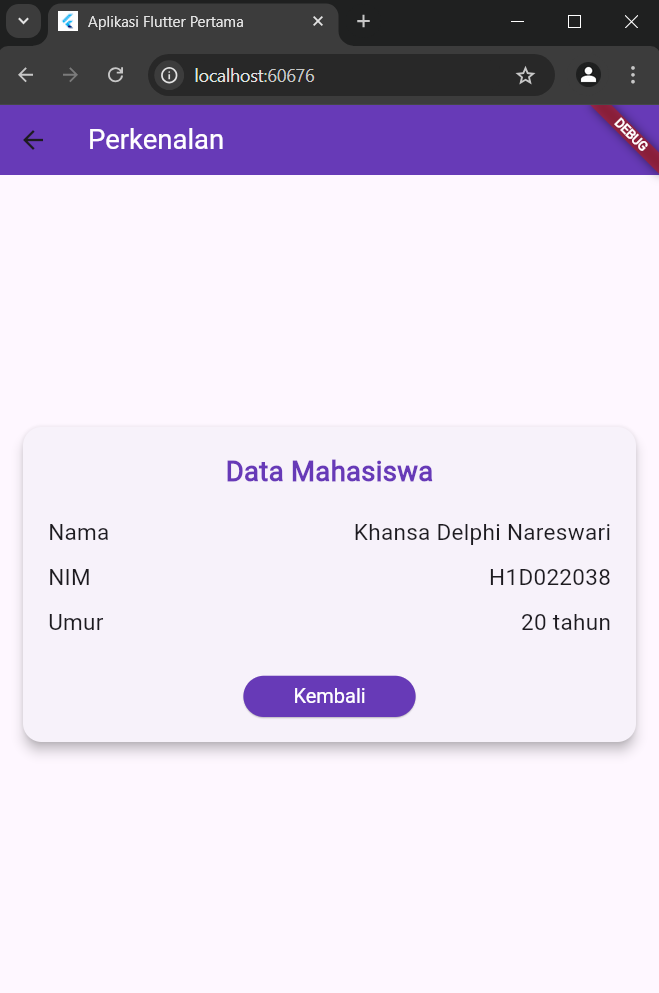 Aplikasi Flutter Pertama
localhost:60676
Perkenalan
DEBUG
Data Mahasiswa
Nama Khansa Delphi Nareswari
NIM H1D022038
Umur 20 tahun
Kembali